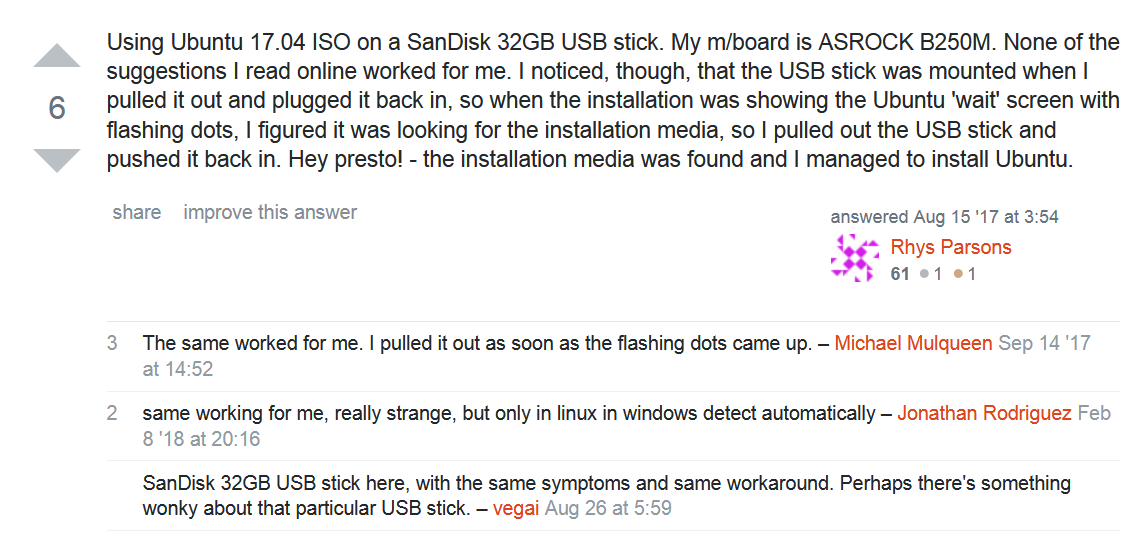 Using Ubuntu 17.04 ISO on a SanDisk 32GB USB stick. My m/board is ASROCK B250M. None of the
suggestions I read online worked for me. I noticed, though, that the USB stick was mounted when I
6
pulled it out and plugged it back in, so when the installation was showing the Ubuntu 'wait' screen with
flashing dots, I figured it was looking for the installation media, so I pulled out the USB stick and
pushed it back in. Hey presto! - the installation media was found and I managed to install Ubuntu.
share improve this answer
answered Aug 15 '17 at 3:54
Rhys Parsons
61 ● 1 ● 1
3 The same worked for me. I pulled it out as soon as the flashing dots came up. – Michael Mulqueen Sep 14 '17
at 14:52
2 same working for me, really strange, but only in linux in windows detect automatically – Jonathan Rodriguez Feb
8 '18 at 20:16
SanDisk 32GB USB stick here, with the same symptoms and same workaround. Perhaps there's something
wonky about that particular USB stick. – vegai Aug 26 at 5:59